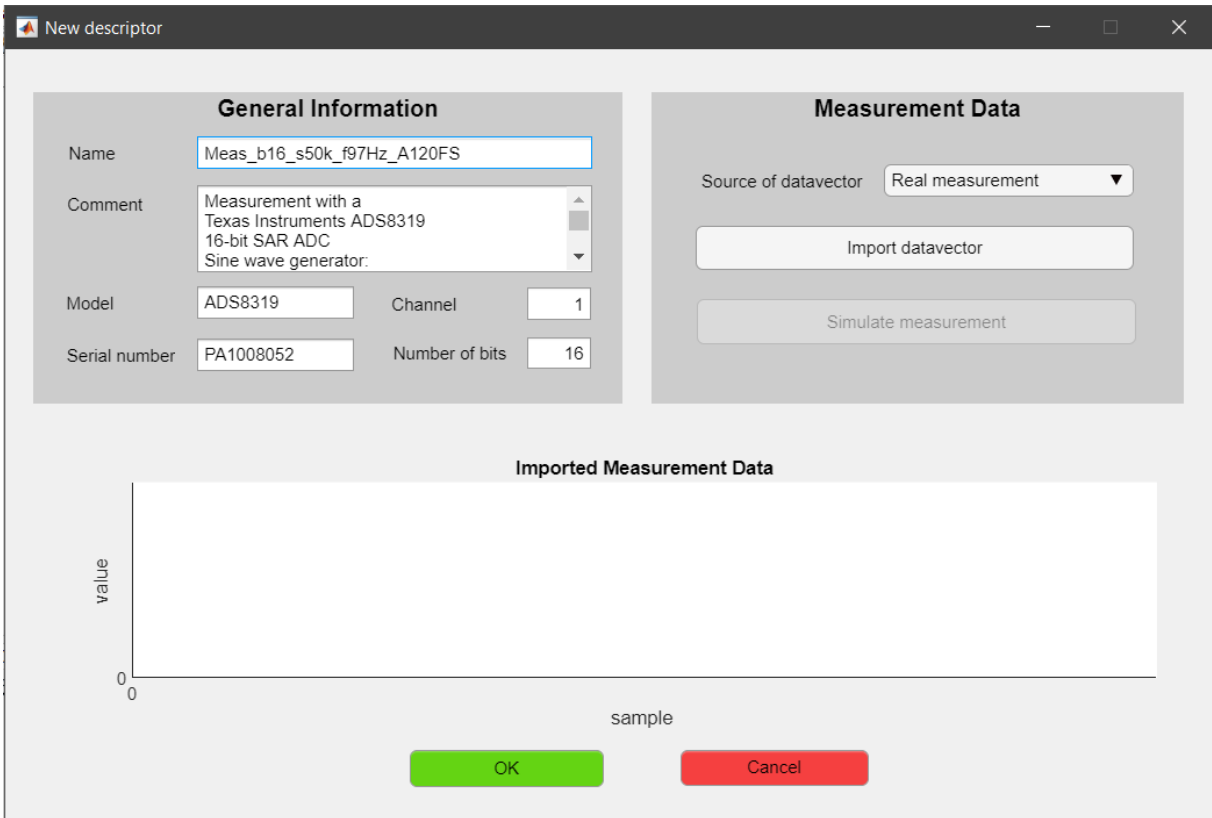 New descriptor
General Information
Name
Meas_b16_s50k_f97Hz_A120FS
Comment
Measurement with a
Texas Instruments ADS8319
16-bit SAR ADC
Sine wave generator:
Model
ADS8319
Channel
1
Serial number
PA1008052
Number of bits
16
Measurement Data
Source of datavector
Real measurement
Import datavector
Simulate measurement
Imported Measurement Data
value
0
0
sample
OK
Cancel